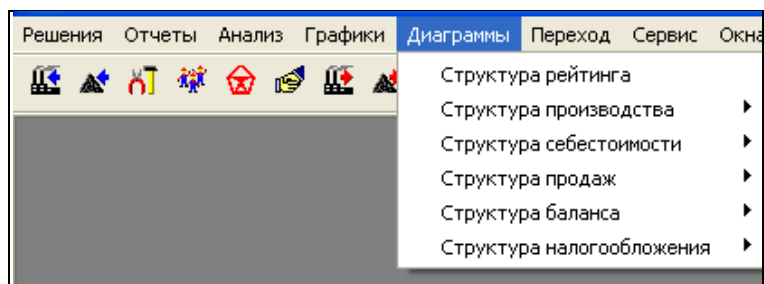 Решения Отчеты Анализ Графики Диаграммы Переход Сервис Окна
Структура рейтинга
Структура производства
Структура себестоимости
Структура продаж
Структура баланса
Структура налогообложения